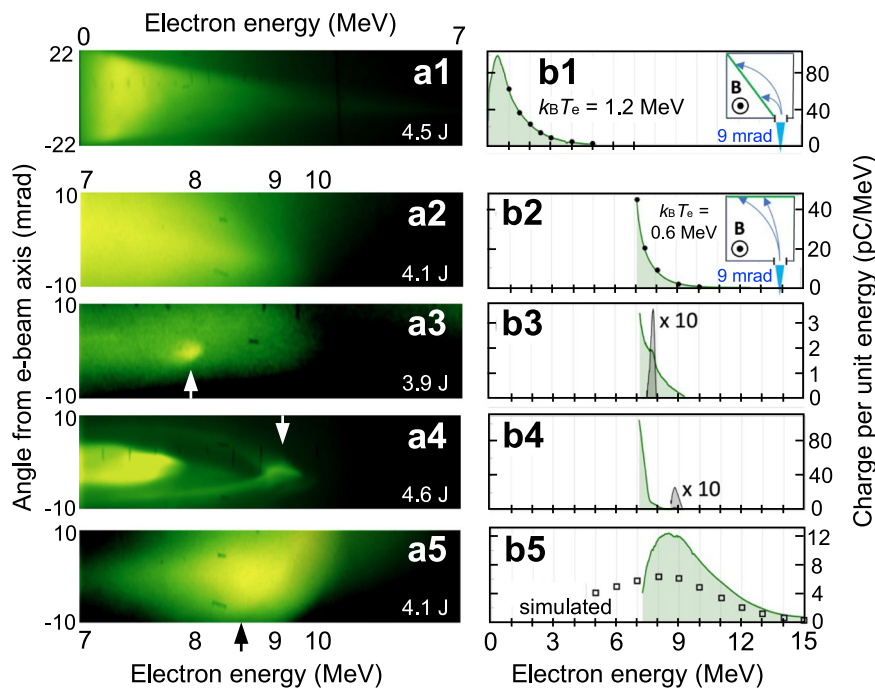 Electron energy (MeV)
0 7
22
-22
a1
4.5 J
b1
k_BT_e = 1.2 MeV
B
9 mrad
80
40
0
7 8 9 10
10
-10
a2
4.1 J
b2
k_BT_e =
0.6 MeV
B
9 mrad
40
20
0
10
-10
a3
3.9 J
b3
x 10
3
2
1
0
10
-10
a4
4.6 J
b4
x 10
80
40
0
10
-10
a5
4.1 J
b5
simulated
12
8
4
0
7 8 9 10
0 3 6 9 12 15
Electron energy (MeV)
Electron energy (MeV)
Angle from e-beam axis (mrad)
Charge per unit energy (pC/MeV)